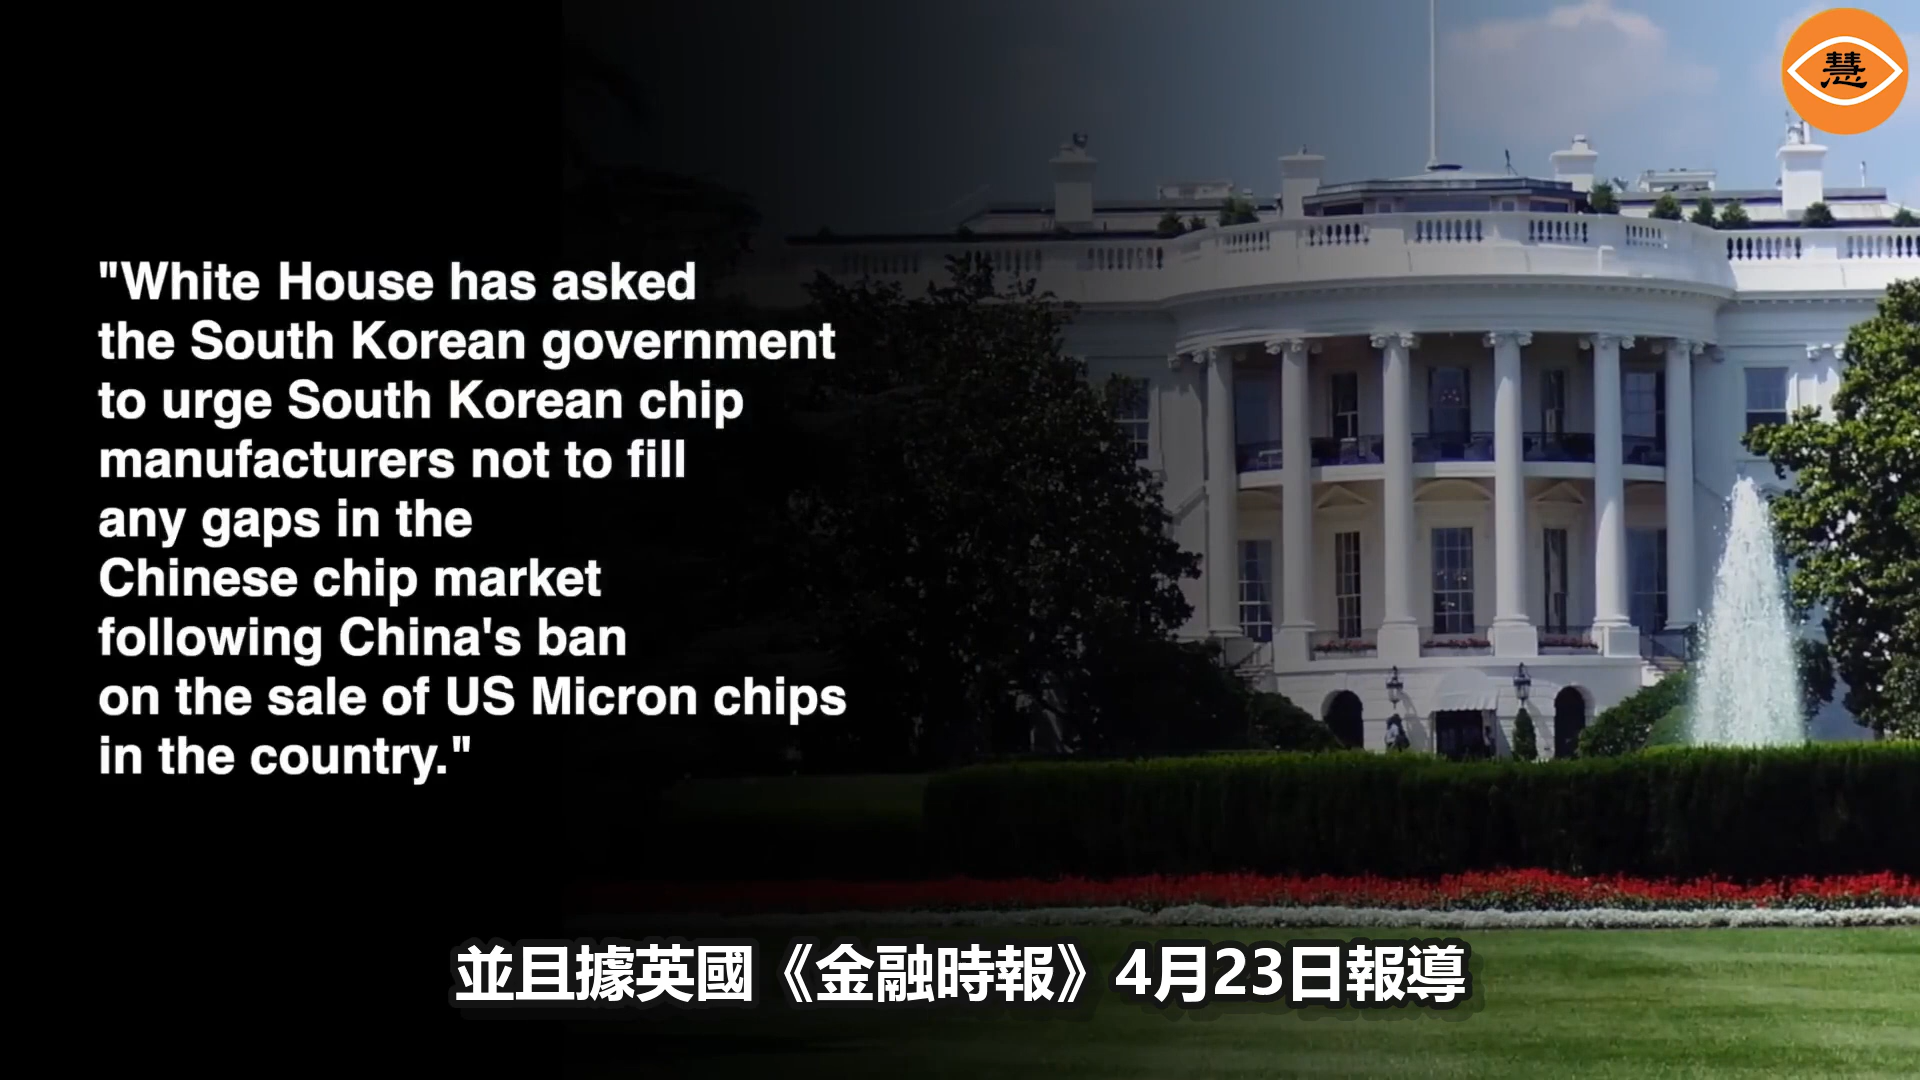 慧
"White House has asked
the South Korean government
to urge South Korean chip
manufacturers not to fill
any gaps in the
Chinese chip market
following China's ban
on the sale of US Micron chips
in the country."
並且據英國《金融時報》4月23日報導